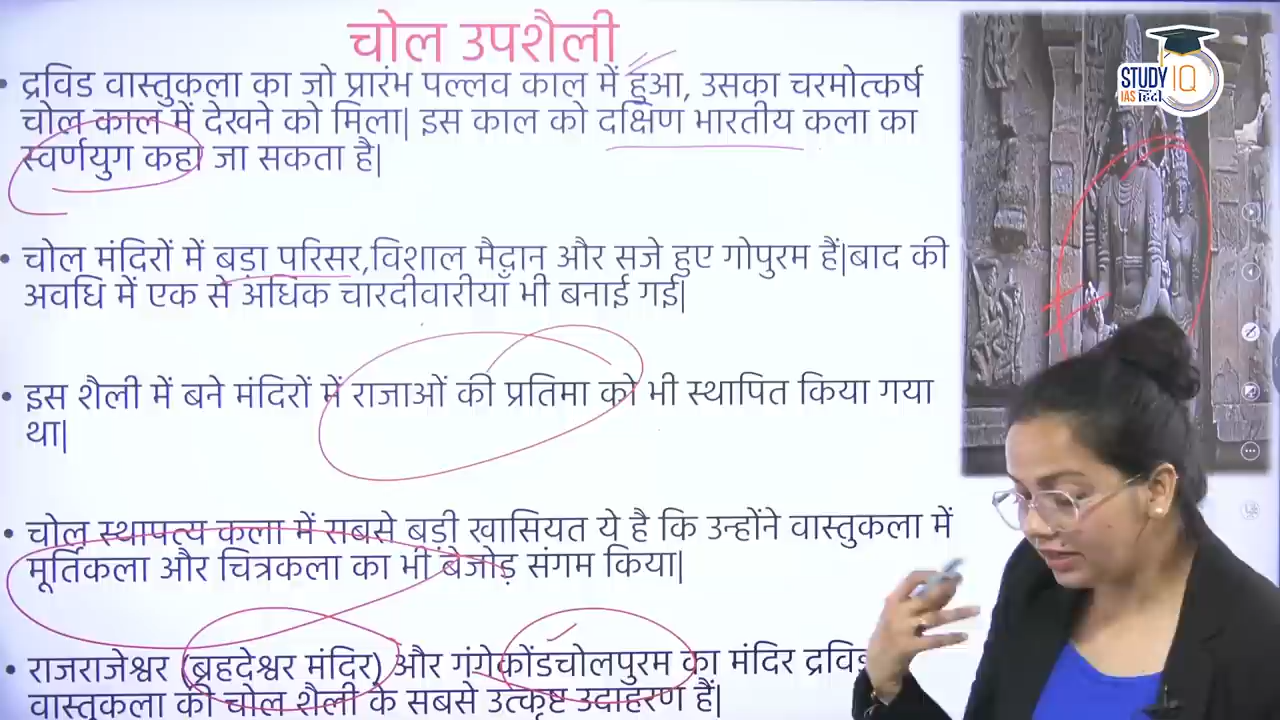 चोल उपशैली
STUDY IQ
IAS हिंदी
• द्रविड वास्तुकला का जो प्रारंभ पल्लव काल में हुआ, उसका चरमोत्कर्ष
चोल काल में देखने को मिला| इस काल को दक्षिण भारतीय कला का
स्वर्णयुग कहा जा सकता है|
• चोल मंदिरों में बड़ा परिसर,विशाल मैदान और सजे हुए गोपुरम हैं|बाद की
अवधि में एक से अधिक चारदीवारीयाँ भी बनाई गई|
• इस शैली में बने मंदिरों में राजाओं की प्रतिमा को भी स्थापित किया गया
था|
• चोल स्थापत्य कला में सबसे बड़ी खासियत ये है कि उन्होंने वास्तुकला में
मूर्तिकला और चित्रकला का भी बेजोड़ संगम किया|
• राजराजेश्वर (ब्रहदेश्वर मंदिर) और गंगेकोंडचोलपुरम का मंदिर
वास्तुकला की चोल शैली के सबसे उत्कृष्ट उदाहरण हैं|